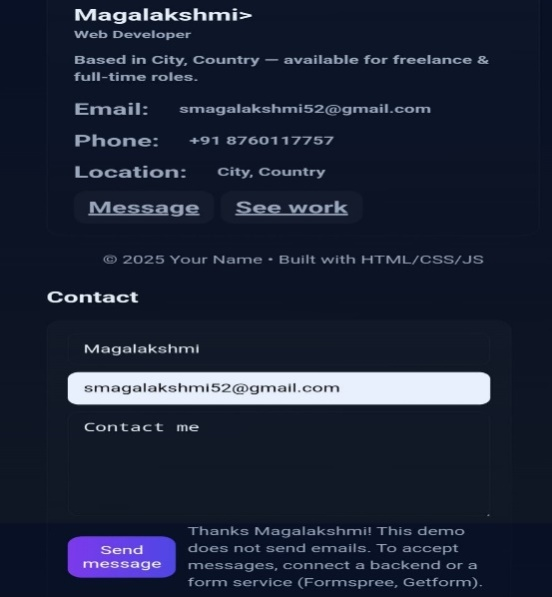 Magalakshmi>
Web Developer
Based in City, Country — available for freelance &
full-time roles.
Email: smagalakshmi52@gmail.com
Phone: +91 8760117757
Location: City, Country
Message See work
© 2025 Your Name • Built with HTML/CSS/JS
Contact
Magalakshmi
smagalakshmi52@gmail.com
Contact me
Thanks Magalakshmi! This demo
does not send emails. To accept
messages, connect a backend or a
form service (Formspree, Getform).
Send
message